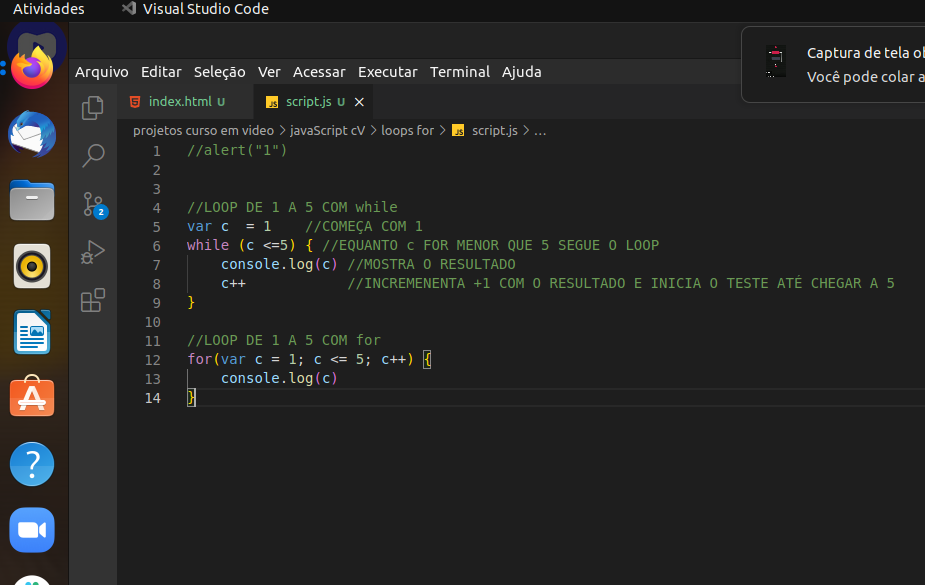 Atividades Visual Studio Code
Captura de tela ob
Você pode colar a
Arquivo Editar Seleção Ver Acessar Executar Terminal Ajuda
index.html U JS script.js U
projetos curso em video > javaScript cV > loops for > JS script.js > ...
1 //alert("1")
2
3
4 //LOOP DE 1 A 5 COM while
5 var c  = 1    //COMEÇA COM 1
6 while (c <=5) { //EQUANTO c FOR MENOR QUE 5 SEGUE O LOOP
7     console.log(c) //MOSTRA O RESULTADO
8     c++            //INCREMENENTA +1 COM O RESULTADO E INICIA O TESTE ATÉ CHEGAR A 5
9 }
10
11 //LOOP DE 1 A 5 COM for
12 for(var c = 1; c <= 5; c++) {
13     console.log(c)
14 }
2